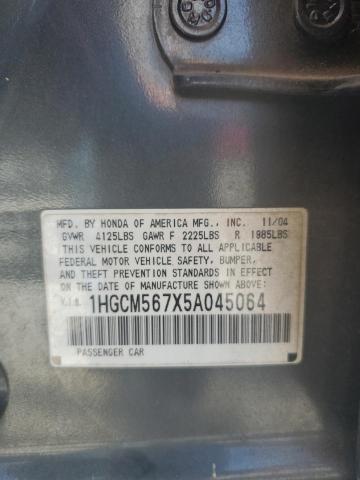 MFD. BY HONDA OF AMERICA MFG., INC. 11/04
GVWR 4125LBS GAWR F 2225LBS R 1985LBS
THIS VEHICLE CONFORMS TO ALL APPLICABLE
FEDERAL MOTOR VEHICLE SAFETY, BUMPER,
AND THEFT PREVENTION STANDARDS IN EFFECT
ON THE DATE OF MANUFACTURE SHOWN ABOVE:
V.I.N. 1HGCM567X5A045064
PASSENGER CAR